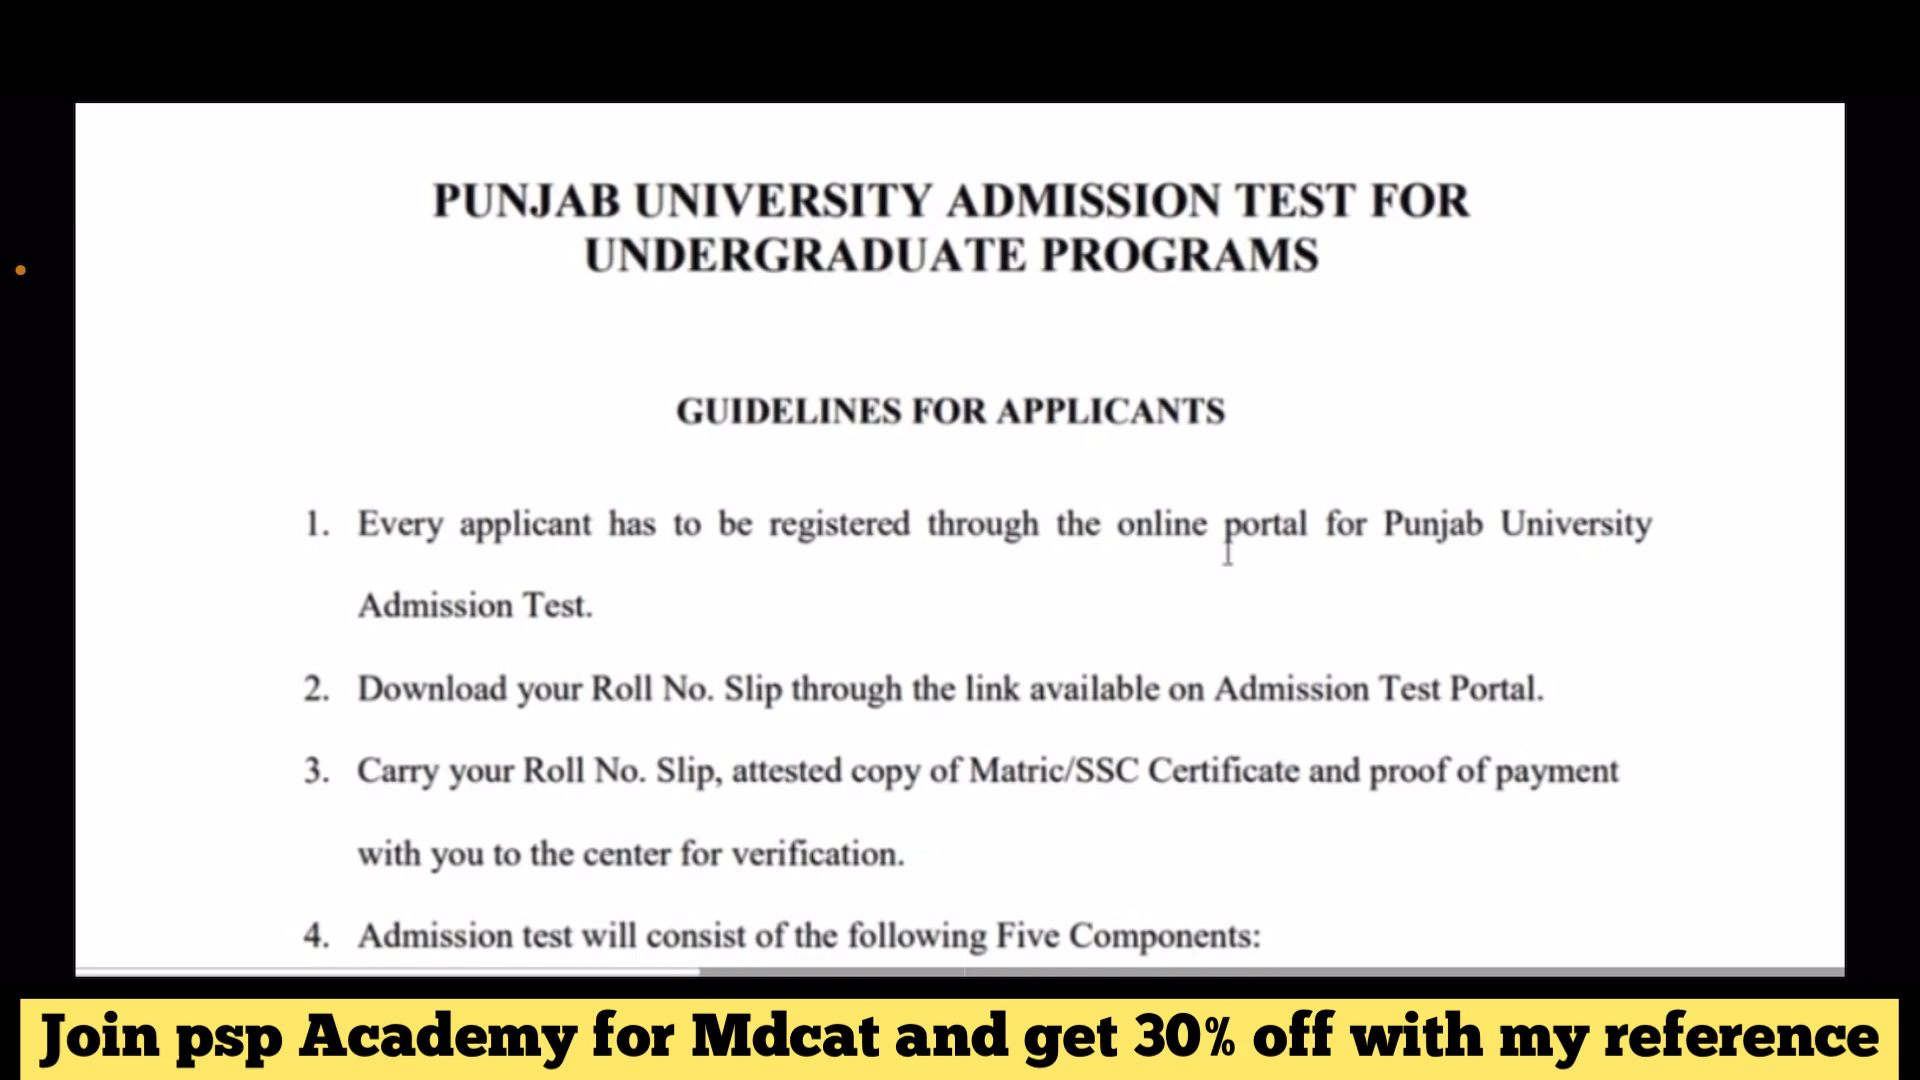 PUNJAB UNIVERSITY ADMISSION TEST FOR
UNDERGRADUATE PROGRAMS
GUIDELINES FOR APPLICANTS
1. Every applicant has to be registered through the online portal for Punjab University
Admission Test.
2. Download your Roll No. Slip through the link available on Admission Test Portal.
3. Carry your Roll No. Slip, attested copy of Matric/SSC Certificate and proof of payment
with you to the center for verification.
4. Admission test will consist of the following Five Components:
Join psp Academy for Mdcat and get 30% off with my reference